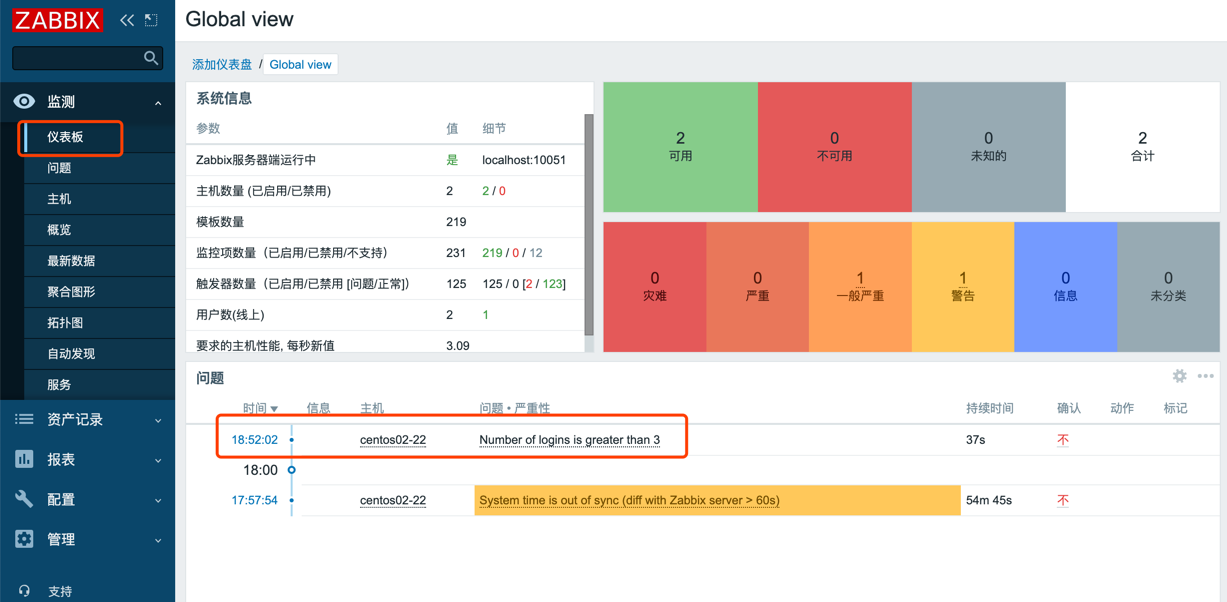 ZABBIX
Global view
添加仪表盘 / Global view
监测
仪表板
问题
主机
概览
最新数据
聚合图形
拓扑图
自动发现
服务
资产记录
报表
配置
管理
支持
系统信息
参数 值 细节
Zabbix服务器端运行中 是 localhost:10051
主机数量 (已启用/已禁用) 2 2 / 0
模板数量 219
监控项数量 (已启用/已禁用/不支持) 231 219 / 0 / 12
触发器数量 (已启用/已禁用 [问题/正常]) 125 125 / 0 [2 / 123]
用户数(线上) 2 1
要求的主机性能, 每秒新值 3.09
2 0 0 2
可用 不可用 未知的 合计
0 0 1 1 0 0
灾难 严重 一般严重 警告 信息 未分类
问题
时间 信息 主机 问题 • 严重性 持续时间 确认 动作 标记
18:52:02 centos02-22 Number of logins is greater than 3 37s 不
18:00
17:57:54 centos02-22 System time is out of sync (diff with Zabbix server > 60s) 54m 45s 不